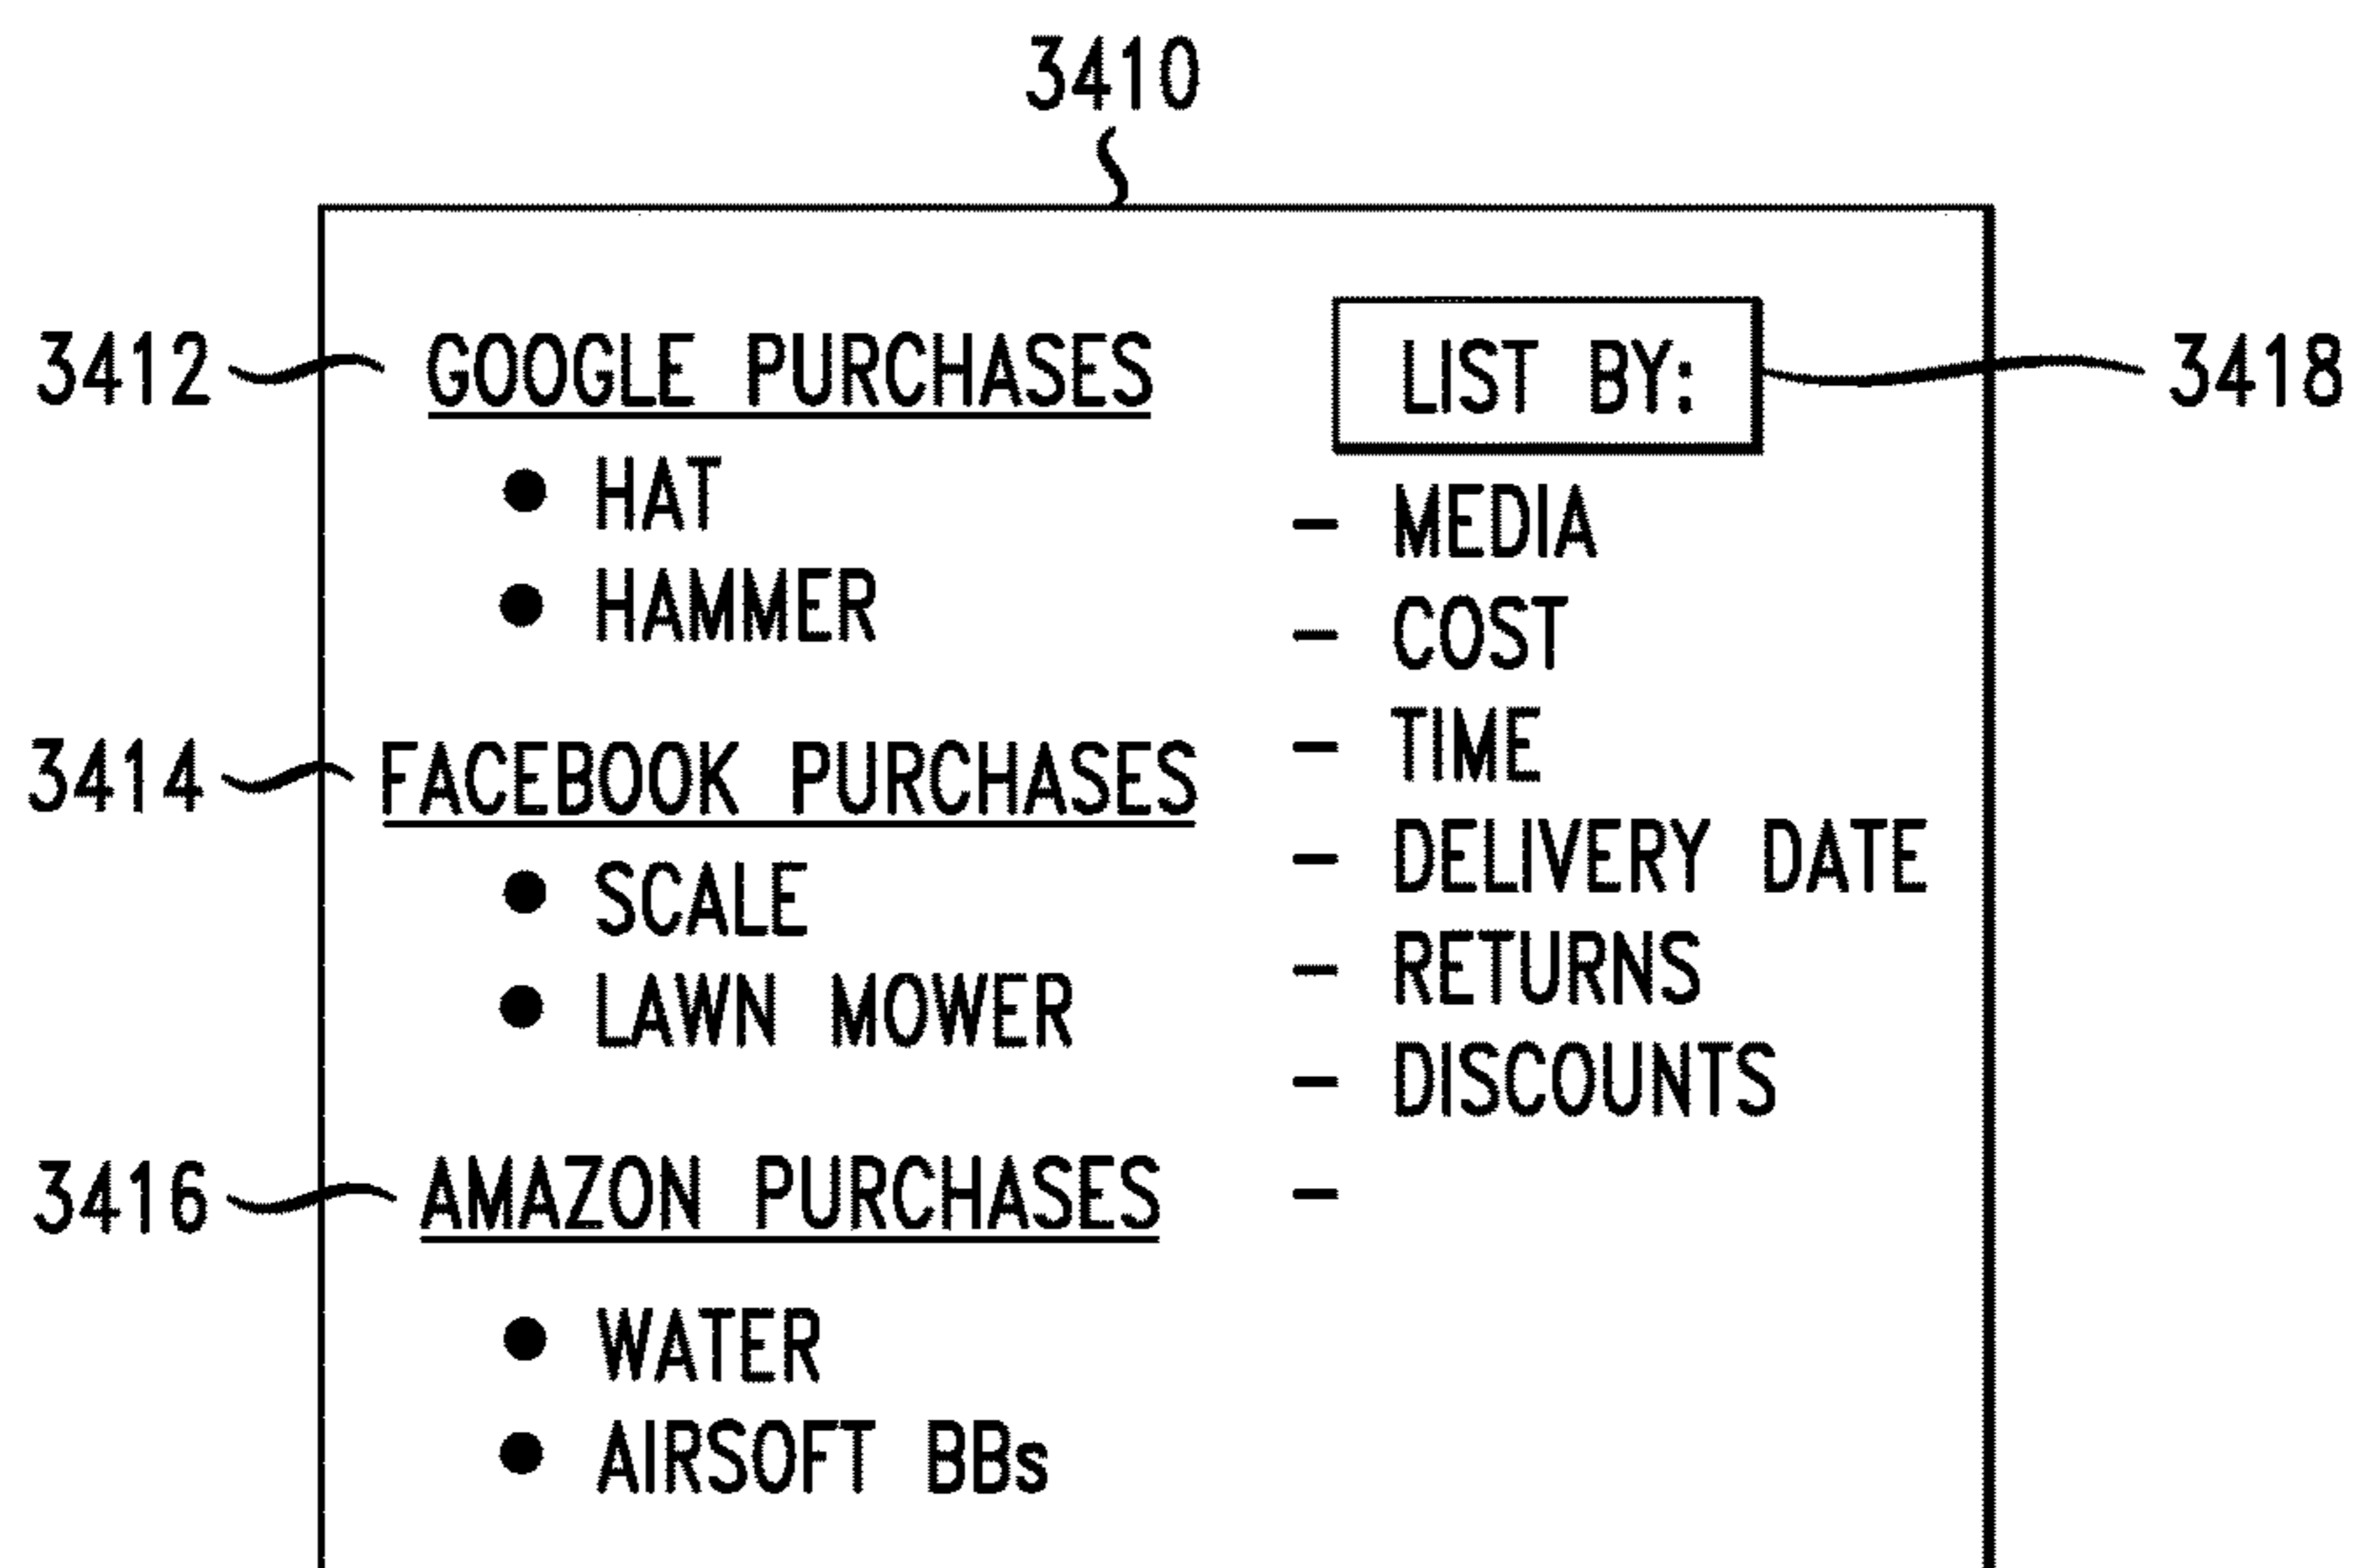 3410
3412
GOOGLE PURCHASES
● HAT
● HAMMER
3414
FACEBOOK PURCHASES
● SCALE
● LAWN MOWER
3416
AMAZON PURCHASES
● WATER
● AIRSOFT BBs
LIST BY:
3418
– MEDIA
– COST
– TIME
– DELIVERY DATE
– RETURNS
– DISCOUNTS
–